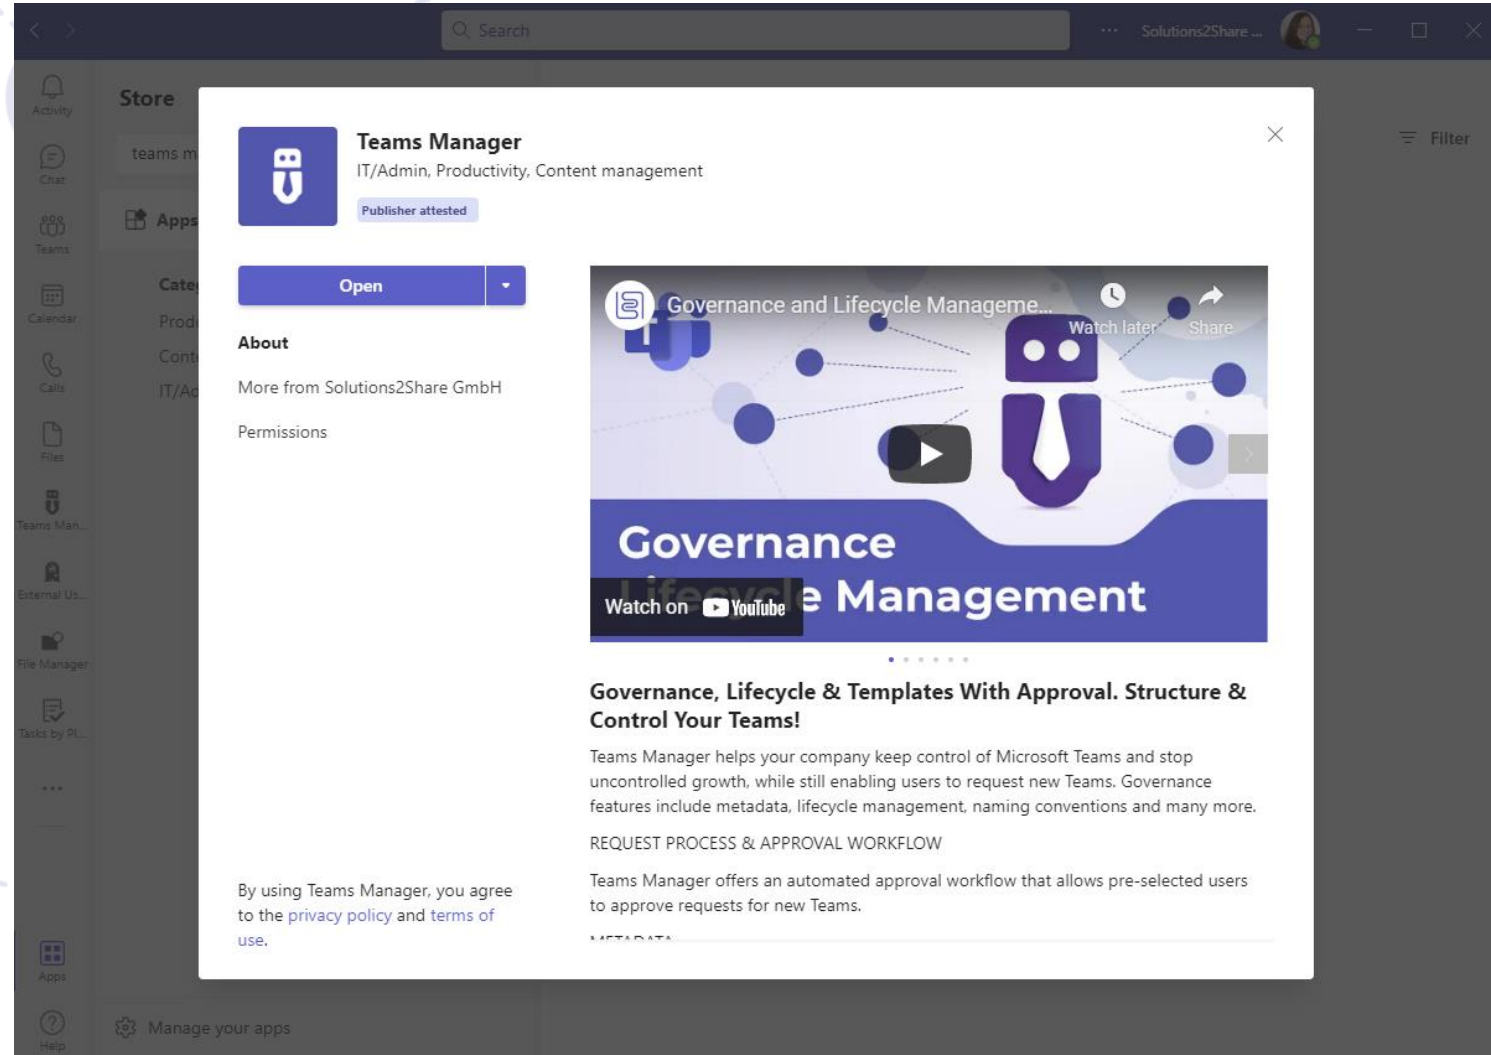 Search
Solutions2Share ...
Activity
Chat
Teams
Calendar
Calls
Files
Teams Man...
External Us...
File Manager
Tasks by Pl...
Apps
Help
Store
teams m
Apps
Cate
Prod
Conte
IT/Ad
Manage your apps
Filter
Teams Manager
IT/Admin, Productivity, Content management
Publisher attested
Open
About
More from Solutions2Share GmbH
Permissions
By using Teams Manager, you agree
to the privacy policy and terms of
use.
Governance and Lifecycle Manageme...
Watch later
Share
T
Governance
Lifecycle Management
Watch on YouTube
Governance, Lifecycle & Templates With Approval. Structure &
Control Your Teams!
Teams Manager helps your company keep control of Microsoft Teams and stop
uncontrolled growth, while still enabling users to request new Teams. Governance
features include metadata, lifecycle management, naming conventions and many more.
REQUEST PROCESS & APPROVAL WORKFLOW
Teams Manager offers an automated approval workflow that allows pre-selected users
to approve requests for new Teams.
METADATA